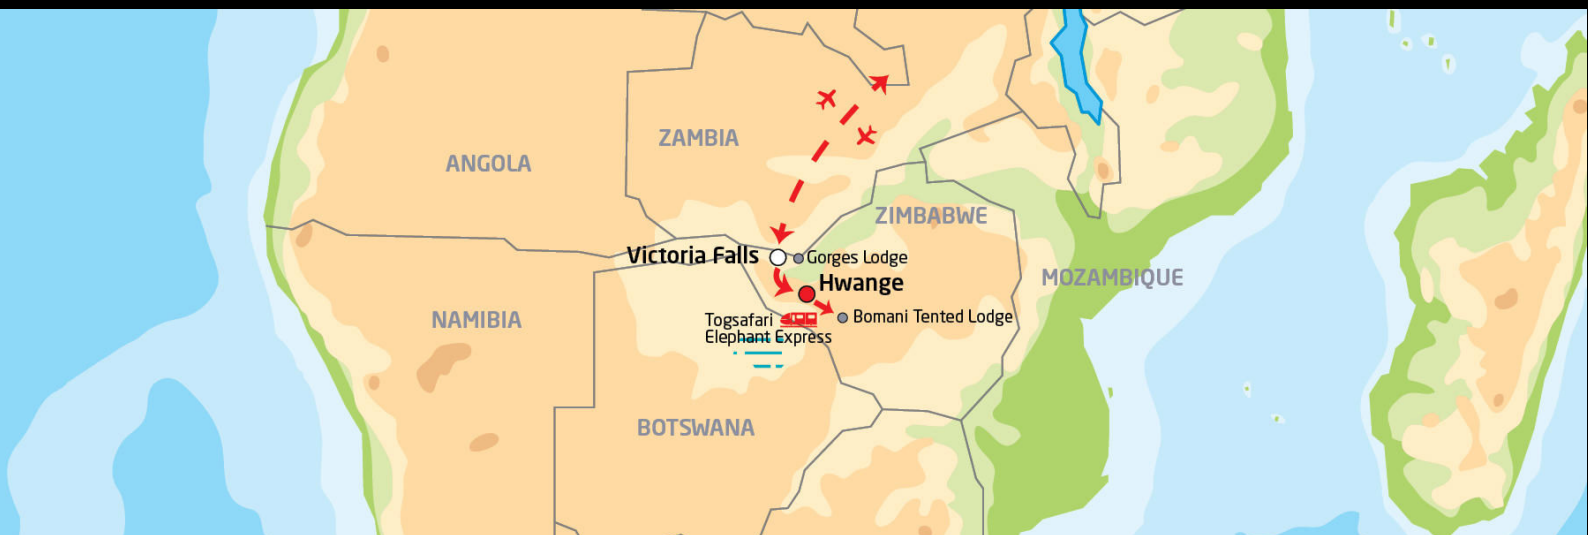 ZAMBIA
ANGOLA
ZIMBABWE
Victoria Falls
Gorges Lodge
MOZAMBIQUE
Hwange
NAMIBIA
Togsafari
Elephant Express
Bomani Tented Lodge
BOTSWANA